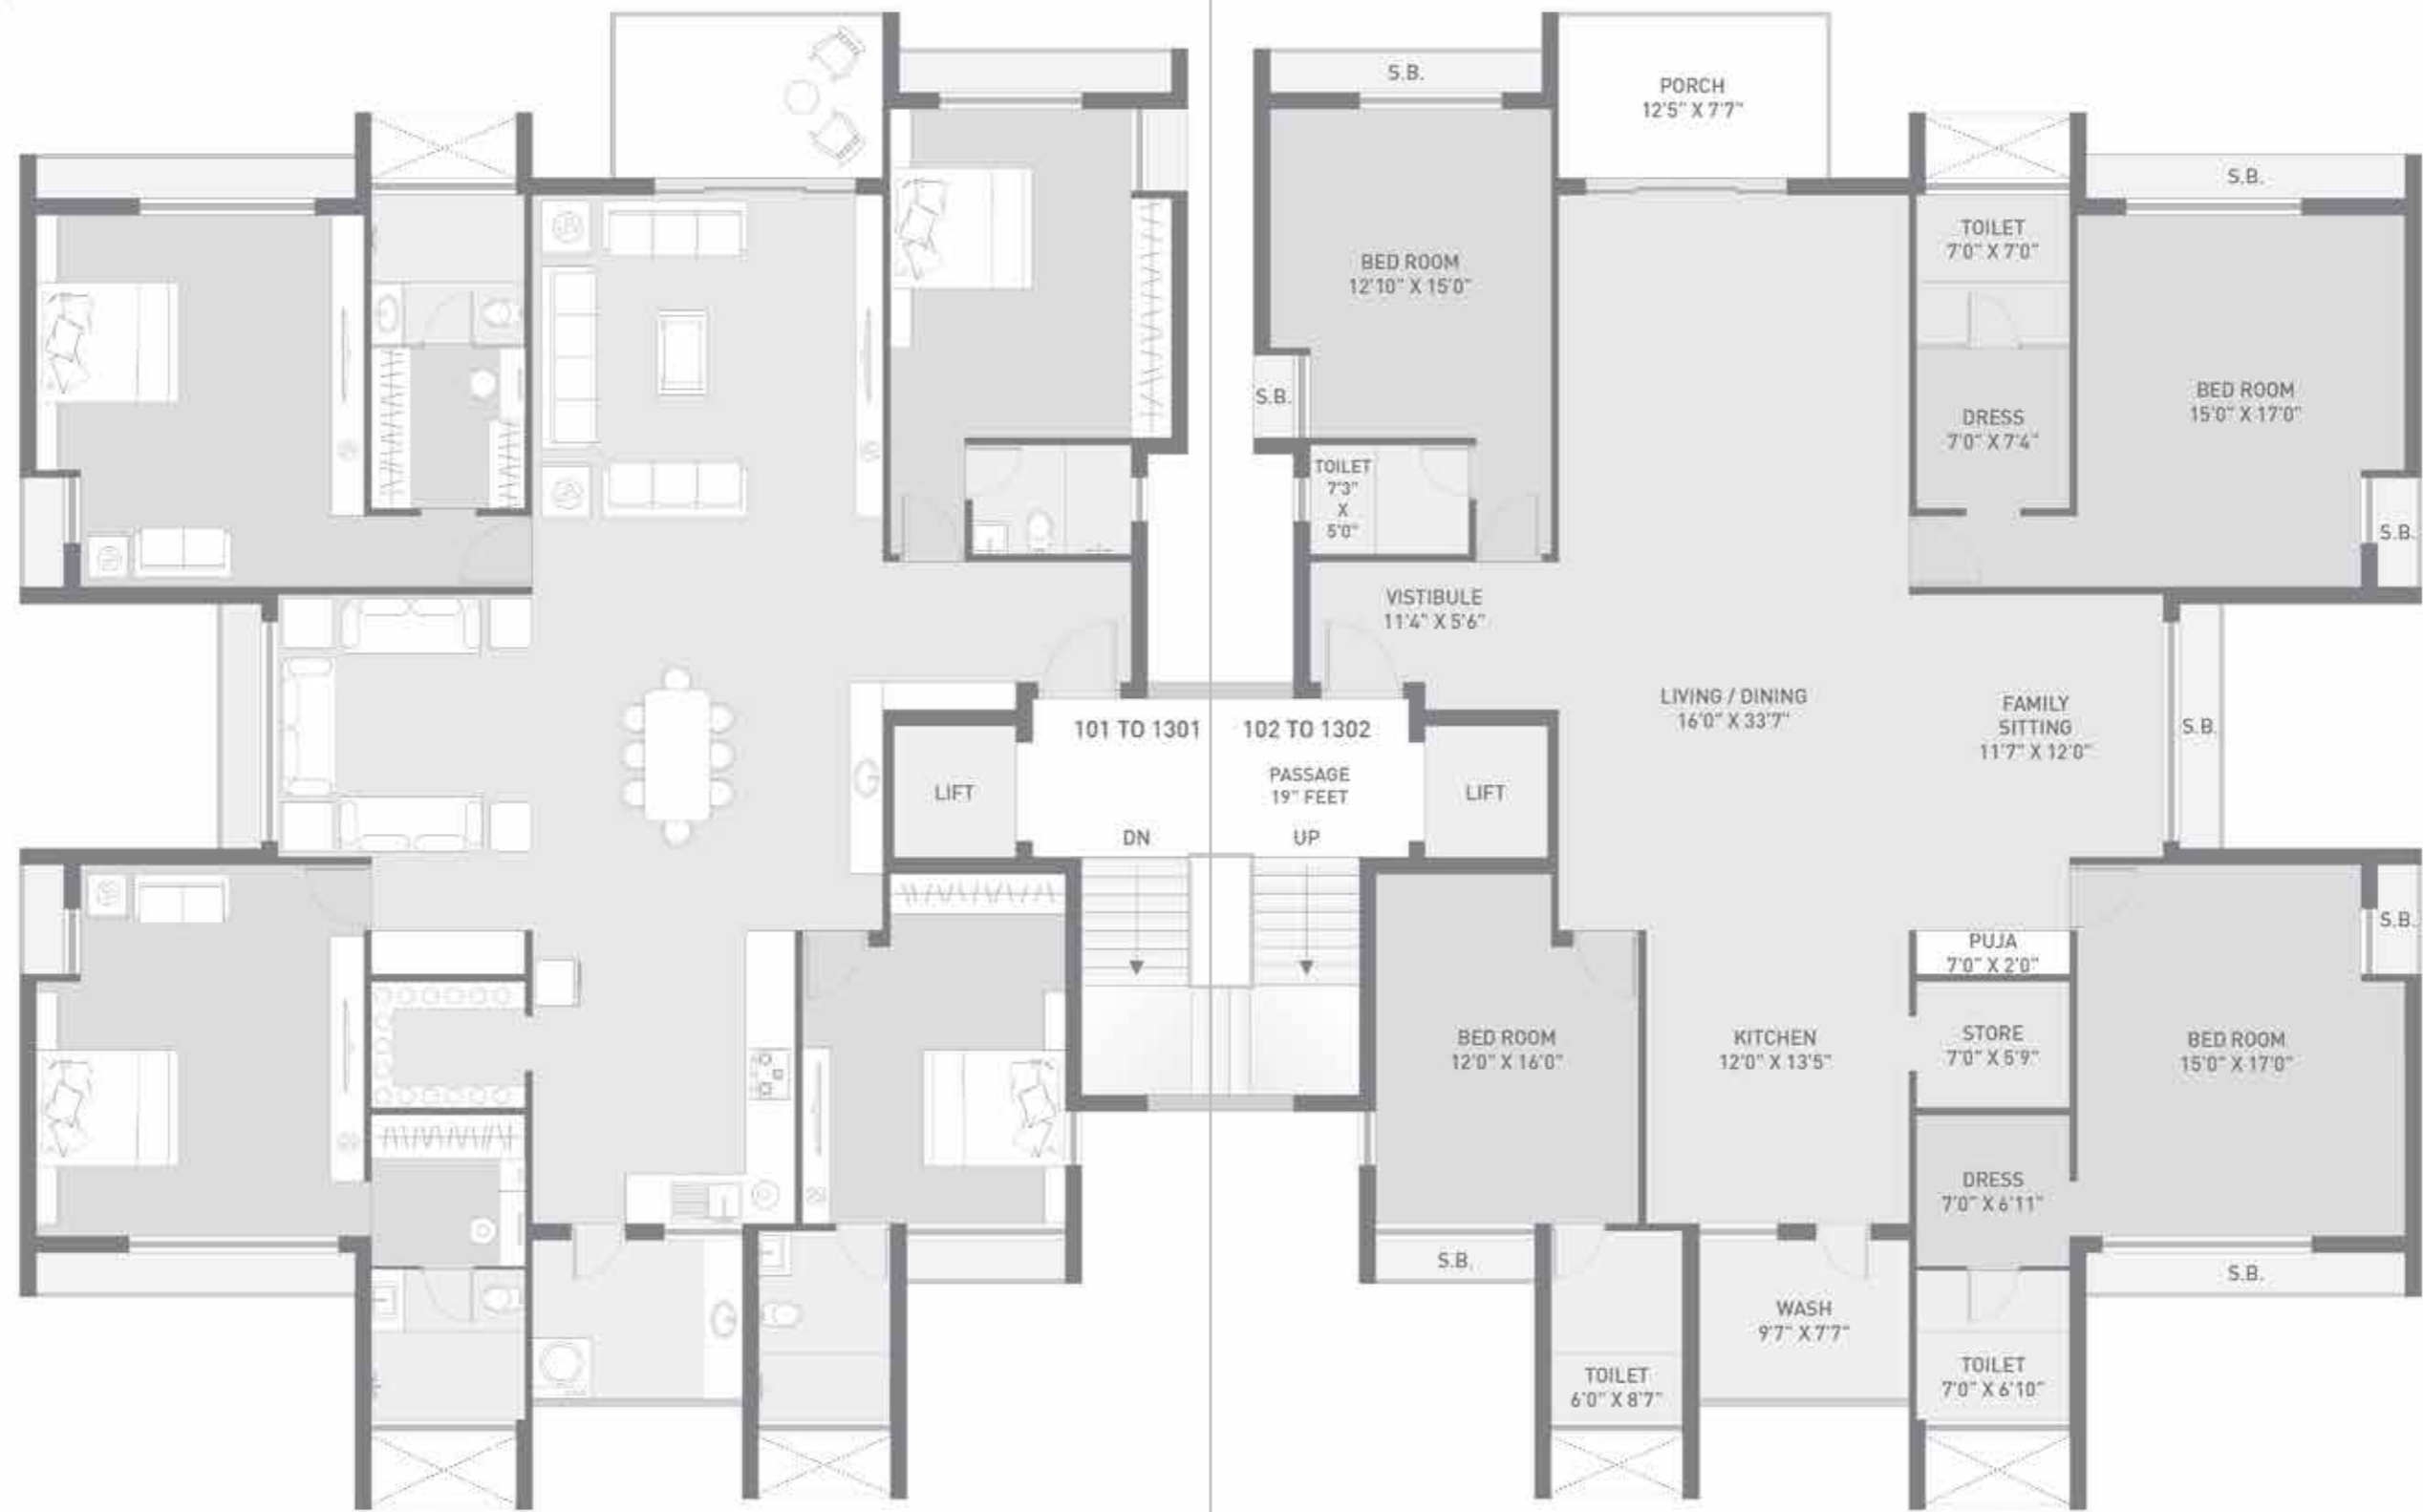 S.B.
PORCH
12'5" X 7'7"
S.B.
TOILET
7'0" X 7'0"
BED ROOM
12'10" X 15'0"
S.B.
DRESS
7'0" X 7'4"
BED ROOM
15'0" X 17'0"
TOILET
7'3"
X
5'0"
S.B.
VISTIBULE
11'4" X 5'6"
LIVING / DINING
16'0" X 33'7"
FAMILY
SITTING
11'7" X 12'0"
S.B.
101 TO 1301
102 TO 1302
PASSAGE
19" FEET
LIFT
LIFT
DN
UP
S.B.
PUJA
7'0" X 2'0"
BED ROOM
12'0" X 16'0"
KITCHEN
12'0" X 13'5"
STORE
7'0" X 5'9"
BED ROOM
15'0" X 17'0"
DRESS
7'0" X 6'11"
S.B.
S.B.
WASH
9'7" X 7'7"
TOILET
6'0" X 8'7"
TOILET
7'0" X 6'10"